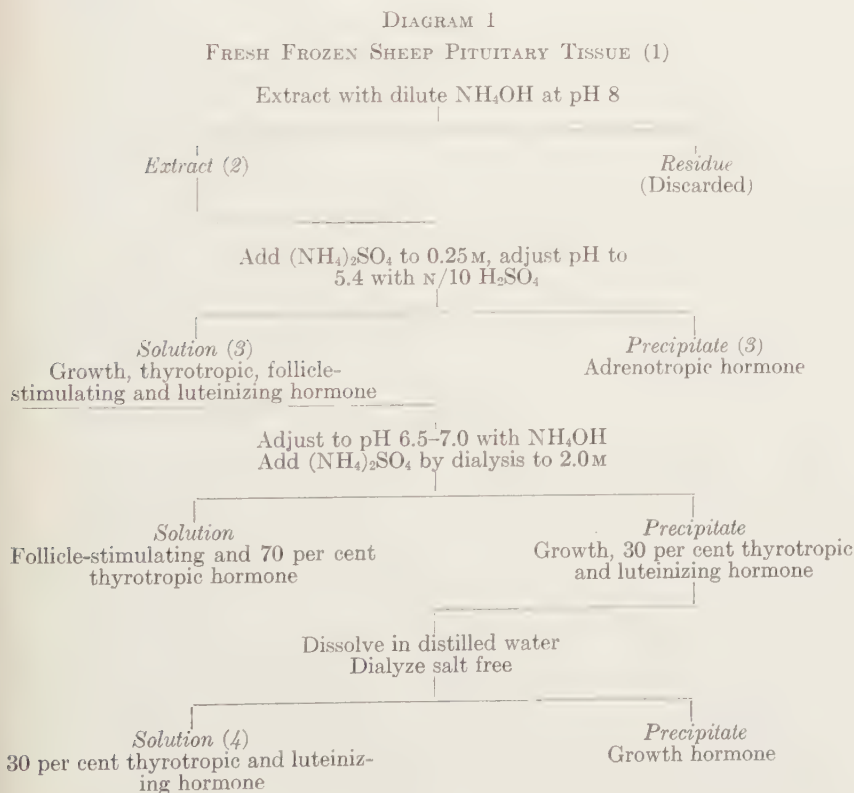 DIAGRAM 1
FRESH FROZEN SHEEP PITUITARY TISSUE (1)
Extract with dilute NH₄OH at pH 8
Extract (2)
Residue
(Discarded)
Add (NH₄)₂SO₄ to 0.25 M, adjust pH to
5.4 with N/10 H₂SO₄
Solution (3)
Growth, thyrotropic, follicle-
stimulating and luteinizing hormone
Precipitate (3)
Adrenotropic hormone
Adjust to pH 6.5–7.0 with NH₄OH
Add (NH₄)₂SO₄ by dialysis to 2.0 M
Solution
Follicle-stimulating and 70 per cent
thyrotropic hormone
Precipitate
Growth, 30 per cent thyrotropic
and luteinizing hormone
Dissolve in distilled water
Dialyze salt free
Solution (4)
30 per cent thyrotropic and luteiniz-
ing hormone
Precipitate
Growth hormone